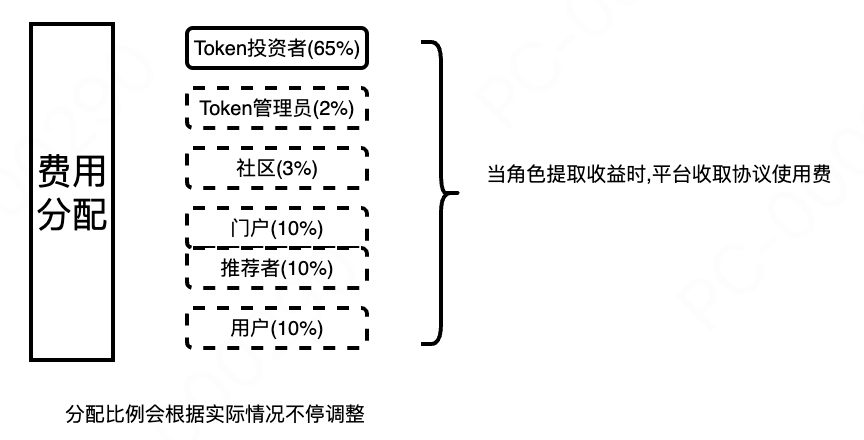 费用
分配
Token投资者(65%)
Token管理员(2%)
社区(3%)
门户(10%)
推荐者(10%)
用户(10%)
当角色提取收益时,平台收取协议使用费
分配比例会根据实际情况不停调整